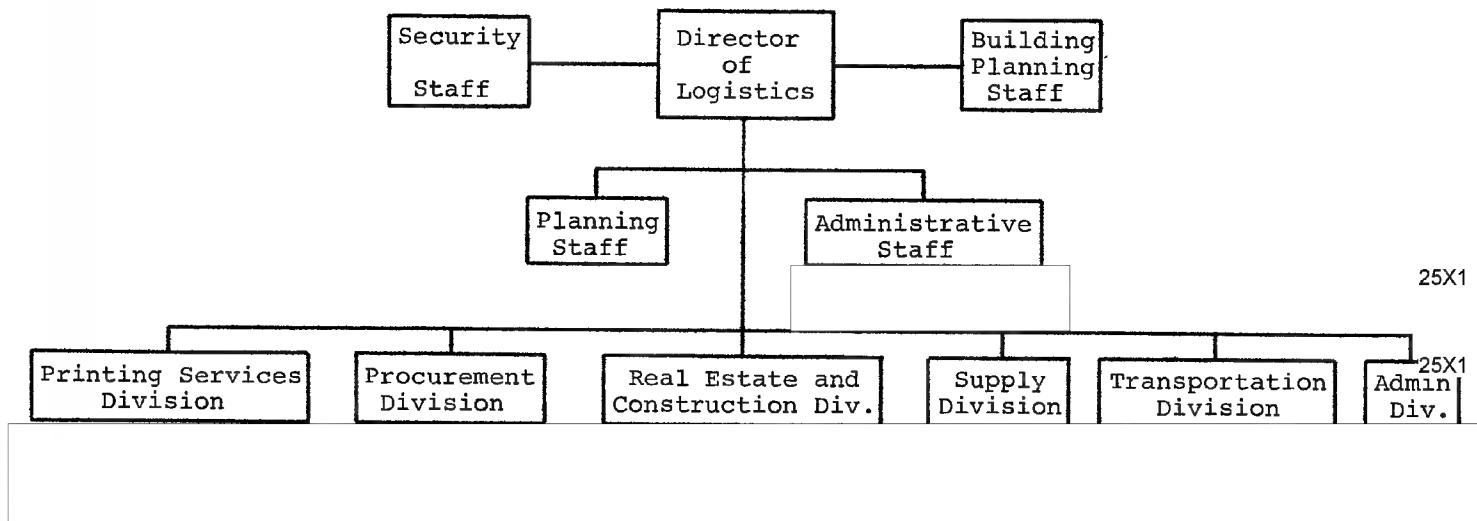 Security
Staff
Director
of
Logistics
Building
Planning
Staff
Planning
Staff
Administrative
Staff
25X1
25X1
Printing Services
Division
Procurement
Division
Real Estate and
Construction Div.
Supply
Division
Transportation
Division
Admin
Div.